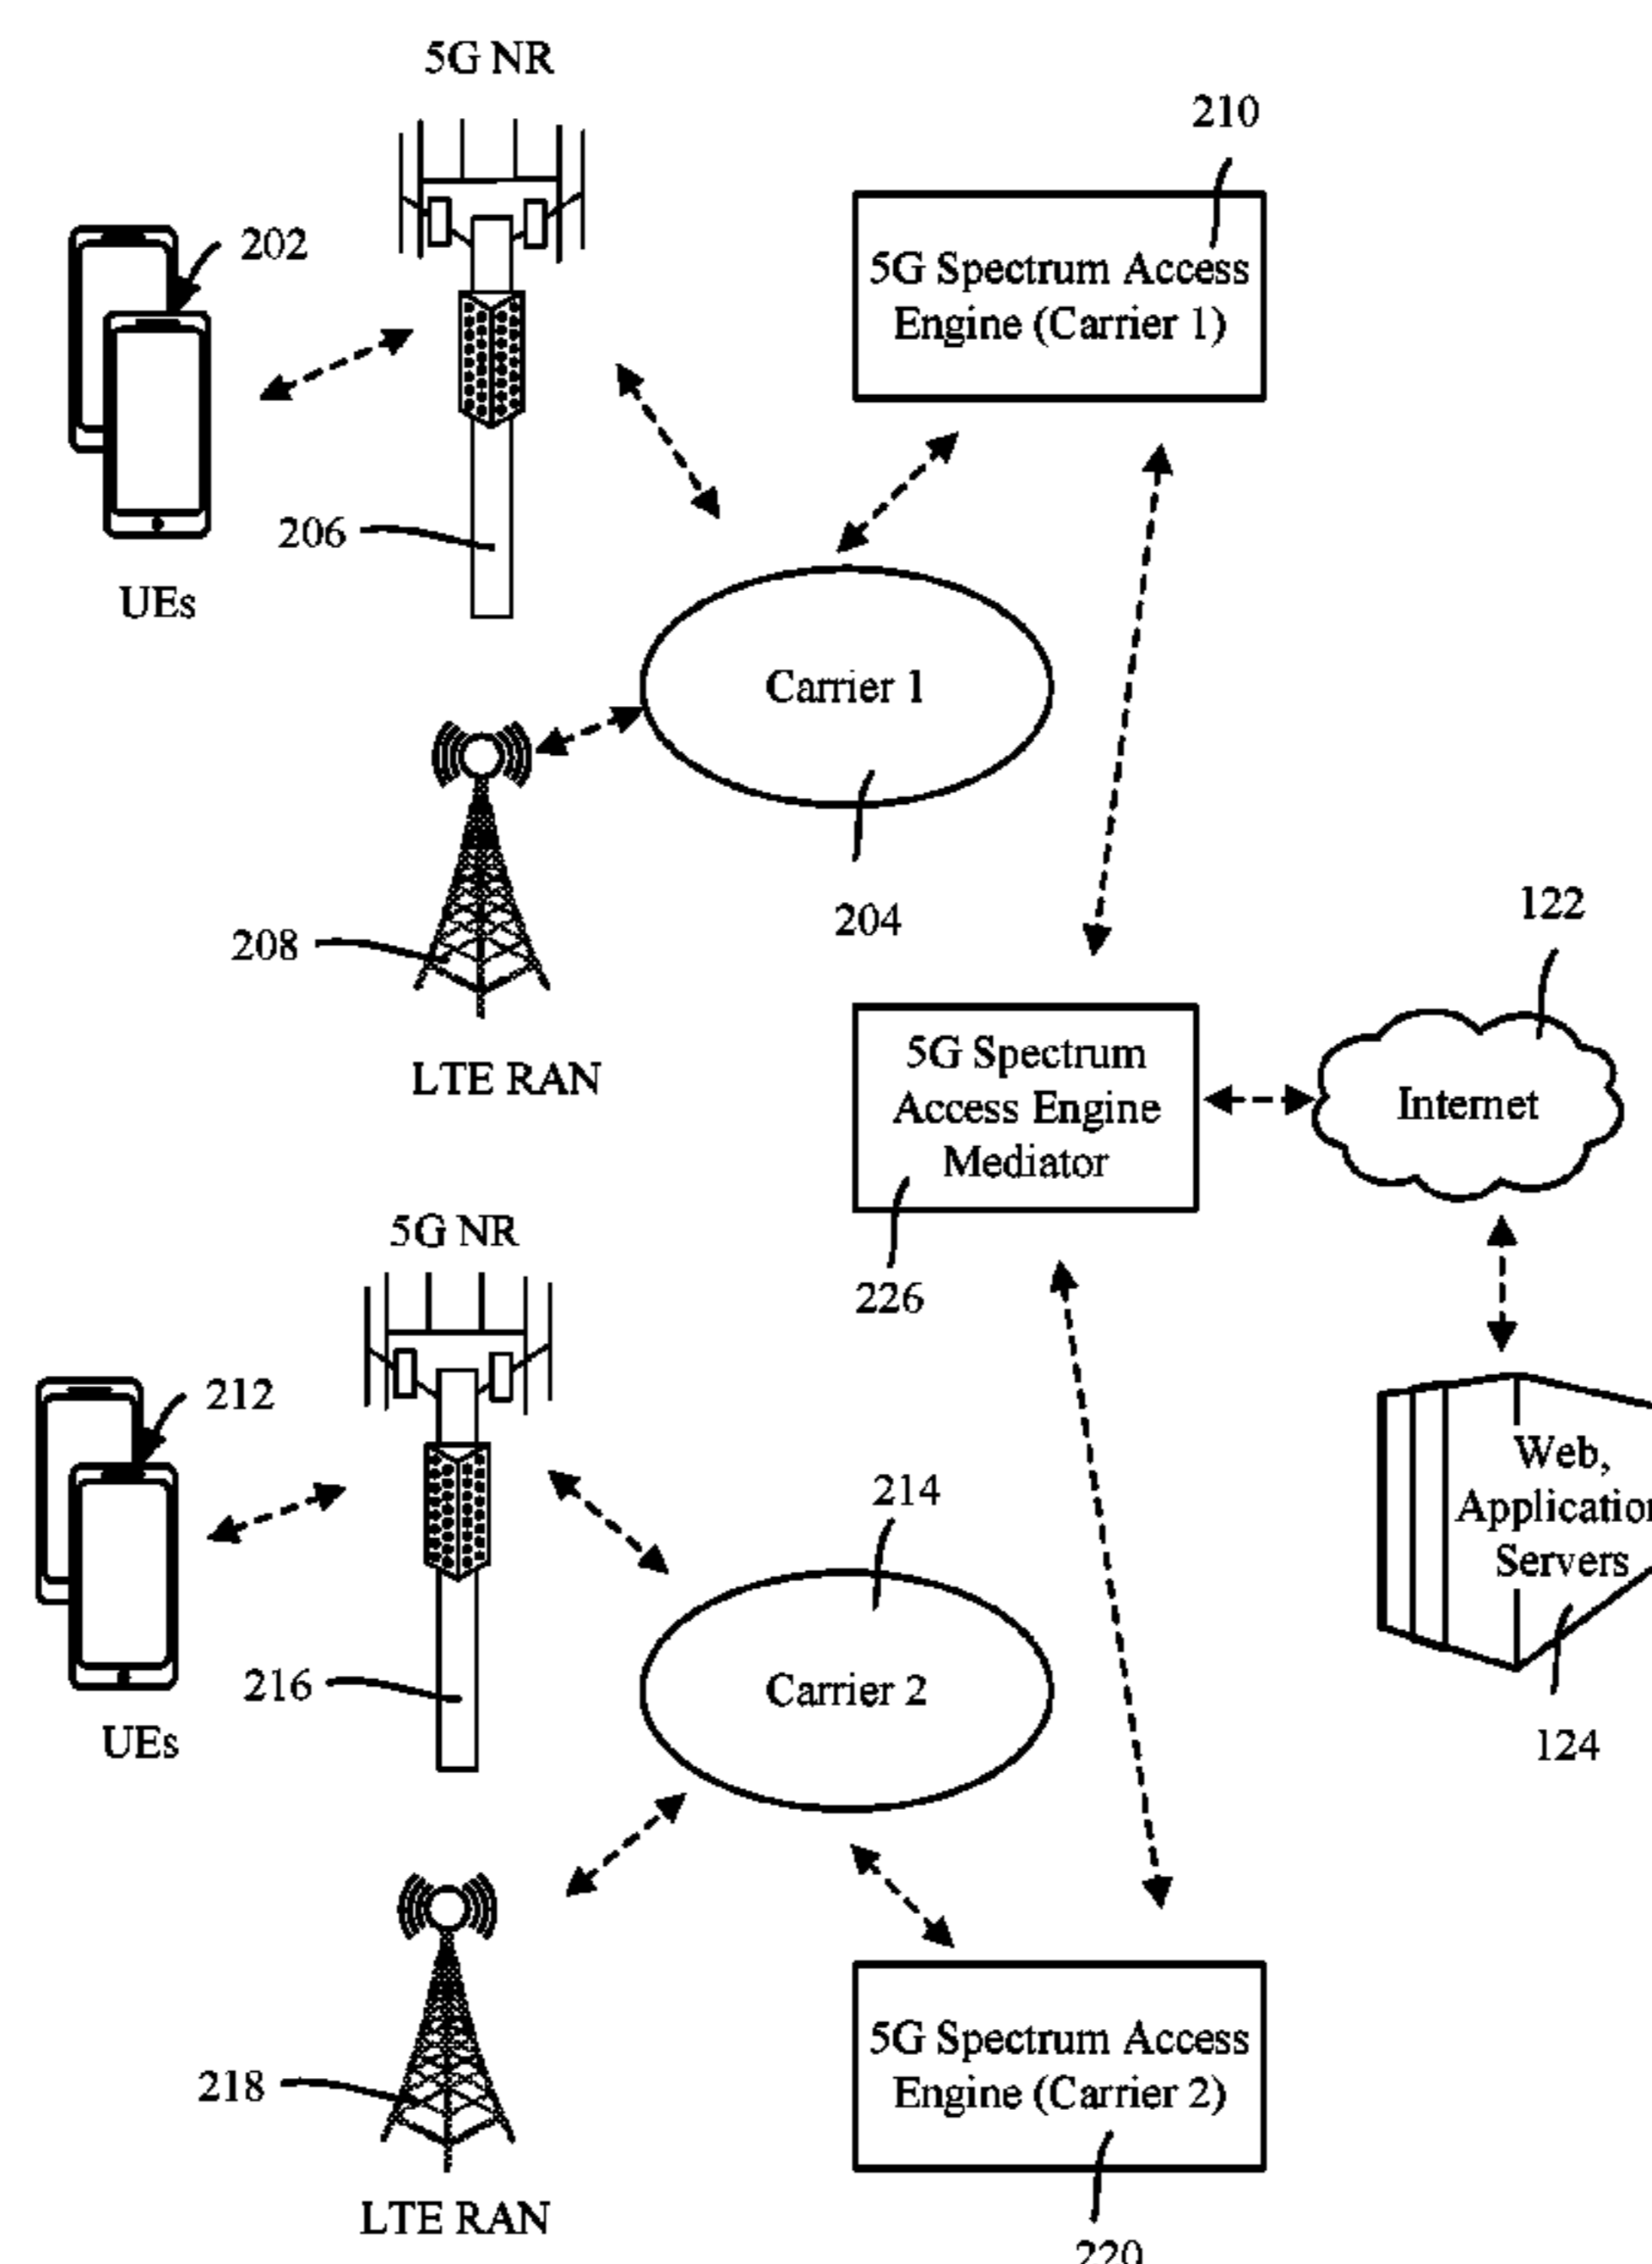 5G NR
210
202
5G Spectrum Access
Engine (Carrier 1)
206
UEs
Carrier 1
204
208
122
LTE RAN
5G Spectrum
Access Engine
Mediator
Internet
226
5G NR
212
214
Web,
Application
Servers
216
Carrier 2
UEs
124
218
5G Spectrum Access
Engine (Carrier 2)
LTE RAN
220